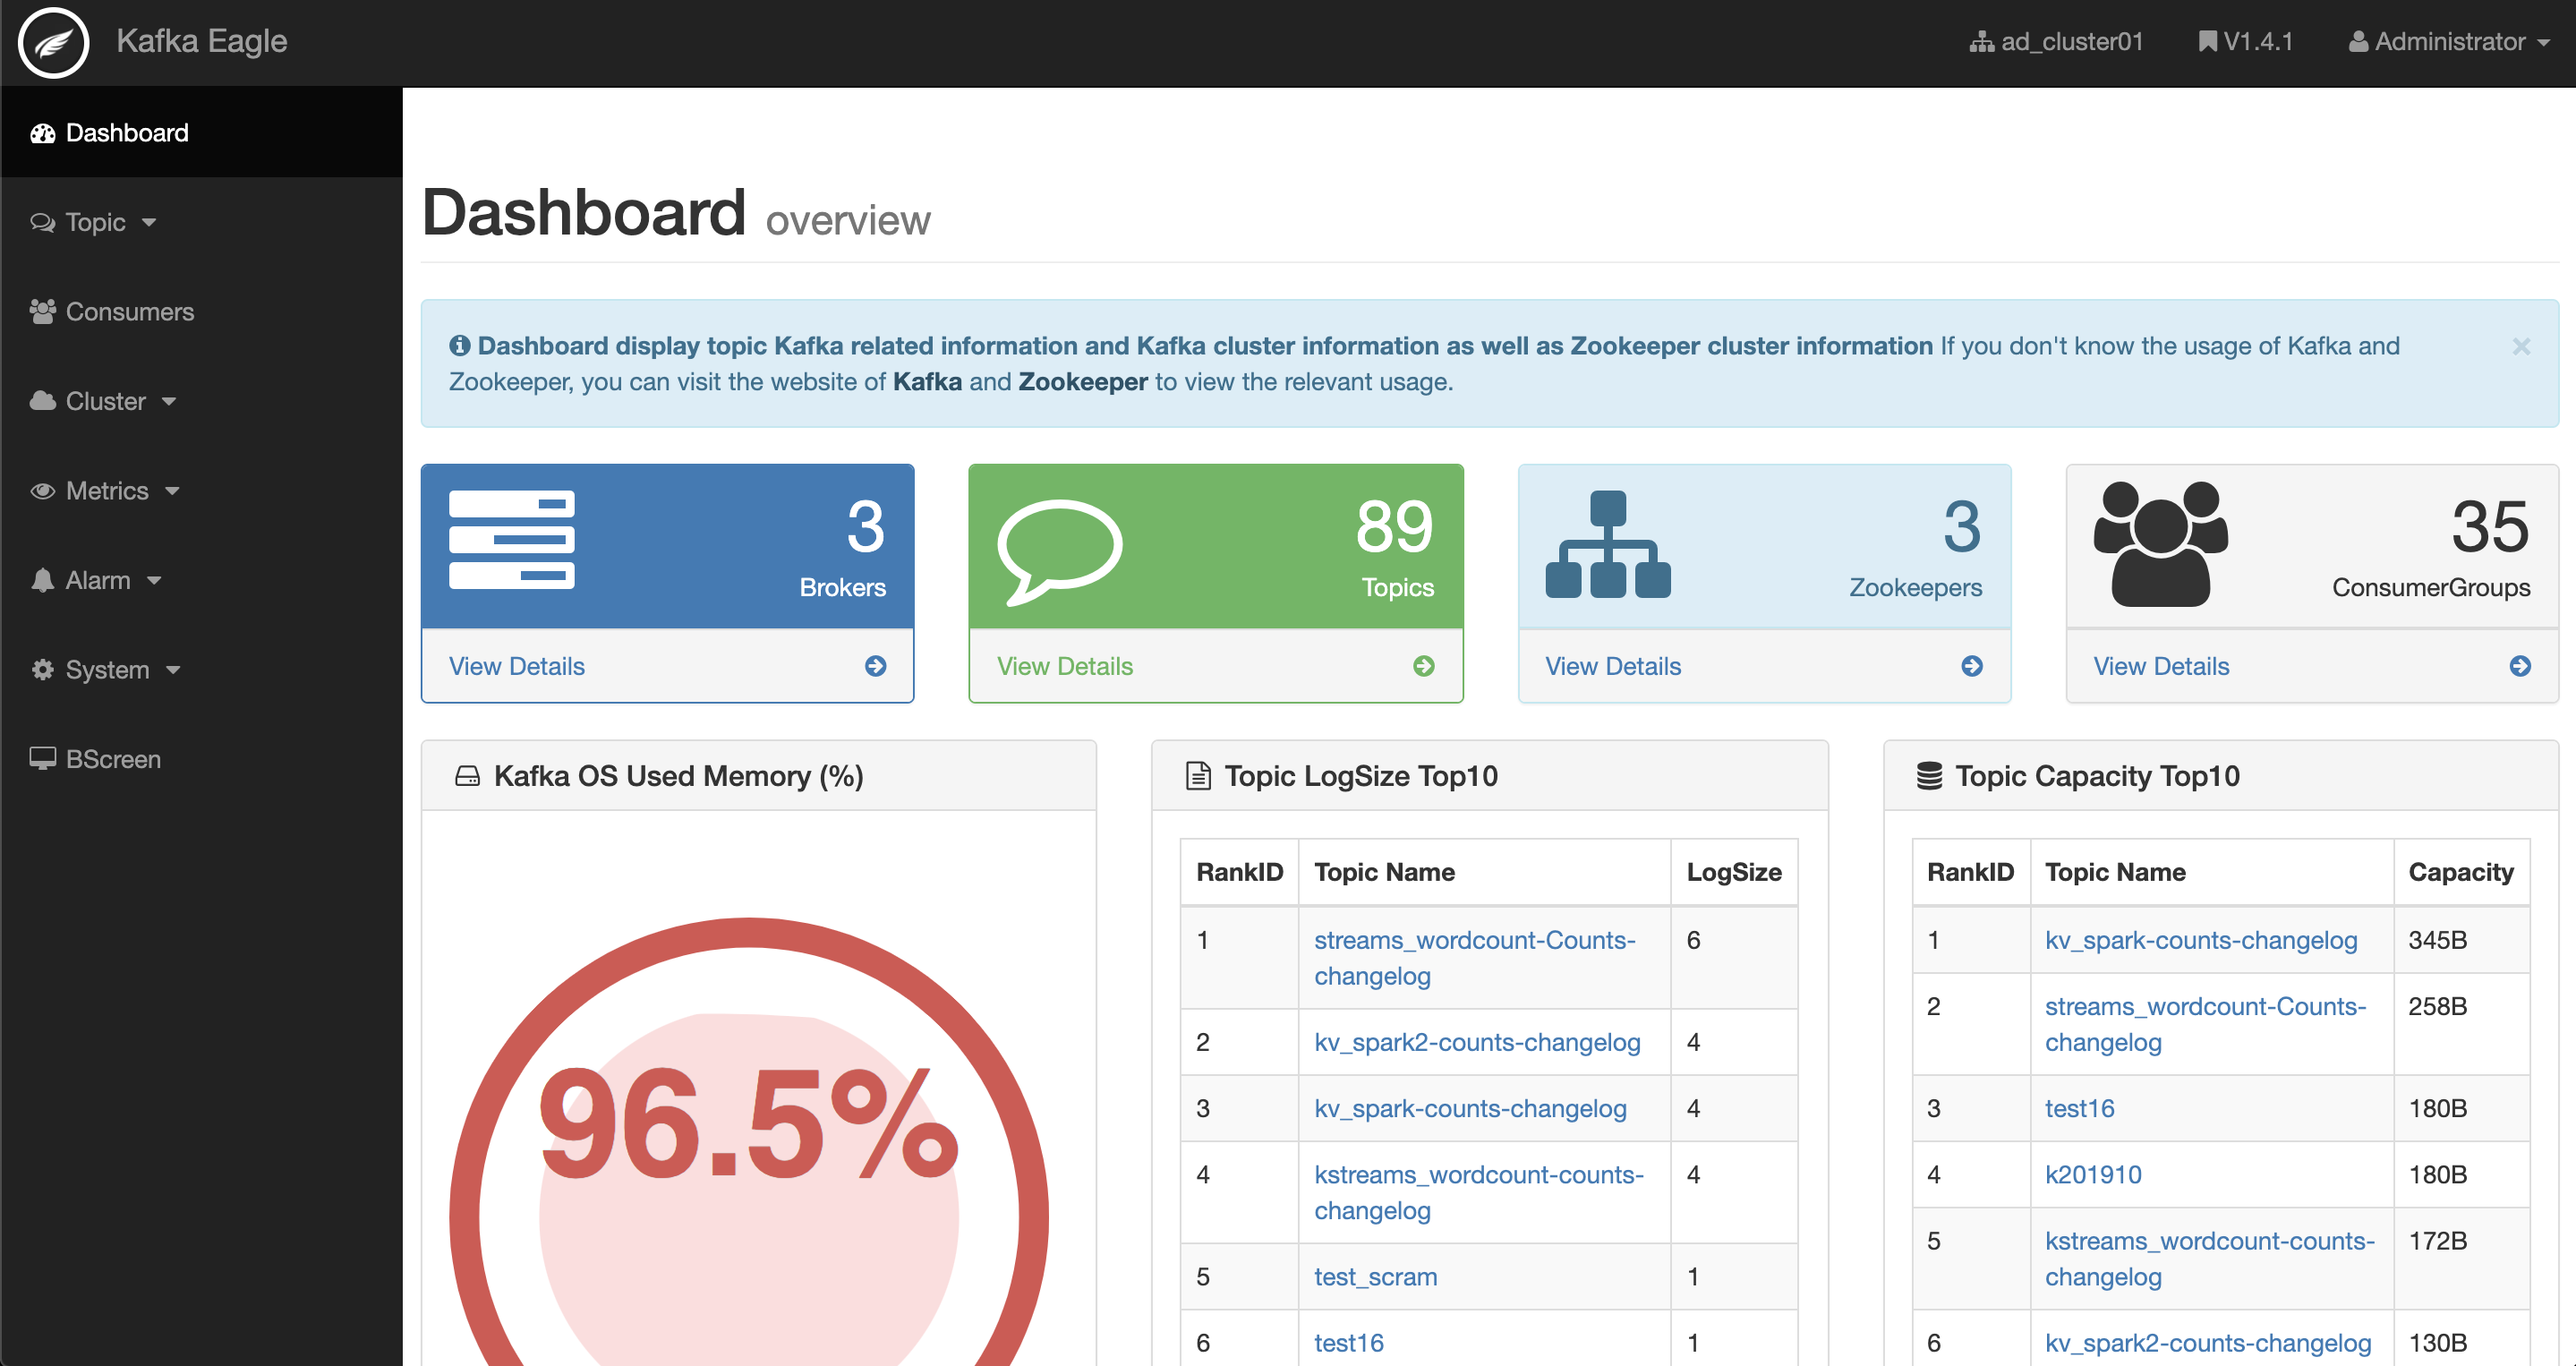 Kafka Eagle
ad_cluster01
V1.4.1
Administrator
Dashboard
Topic
Consumers
Cluster
Metrics
Alarm
System
BScreen
Dashboard overview
Dashboard display topic Kafka related information and Kafka cluster information as well as Zookeeper cluster information If you don't know the usage of Kafka and
Zookeeper, you can visit the website of Kafka and Zookeeper to view the relevant usage.
×
3
Brokers
View Details
89
Topics
View Details
3
Zookeepers
View Details
35
ConsumerGroups
View Details
Kafka OS Used Memory (%)
96.5%
Topic LogSize Top10
RankID Topic Name LogSize
1 streams_wordcount-Counts- 6
changelog
2 kv_spark2-counts-changelog 4
3 kv_spark-counts-changelog 4
4 kstreams_wordcount-counts- 4
changelog
5 test_scram 1
6 test16 1
Topic Capacity Top10
RankID Topic Name Capacity
1 kv_spark-counts-changelog 345B
2 streams_wordcount-Counts- 258B
changelog
3 test16 180B
4 k201910 180B
5 kstreams_wordcount-counts- 172B
changelog
6 kv_spark2-counts-changelog 130B